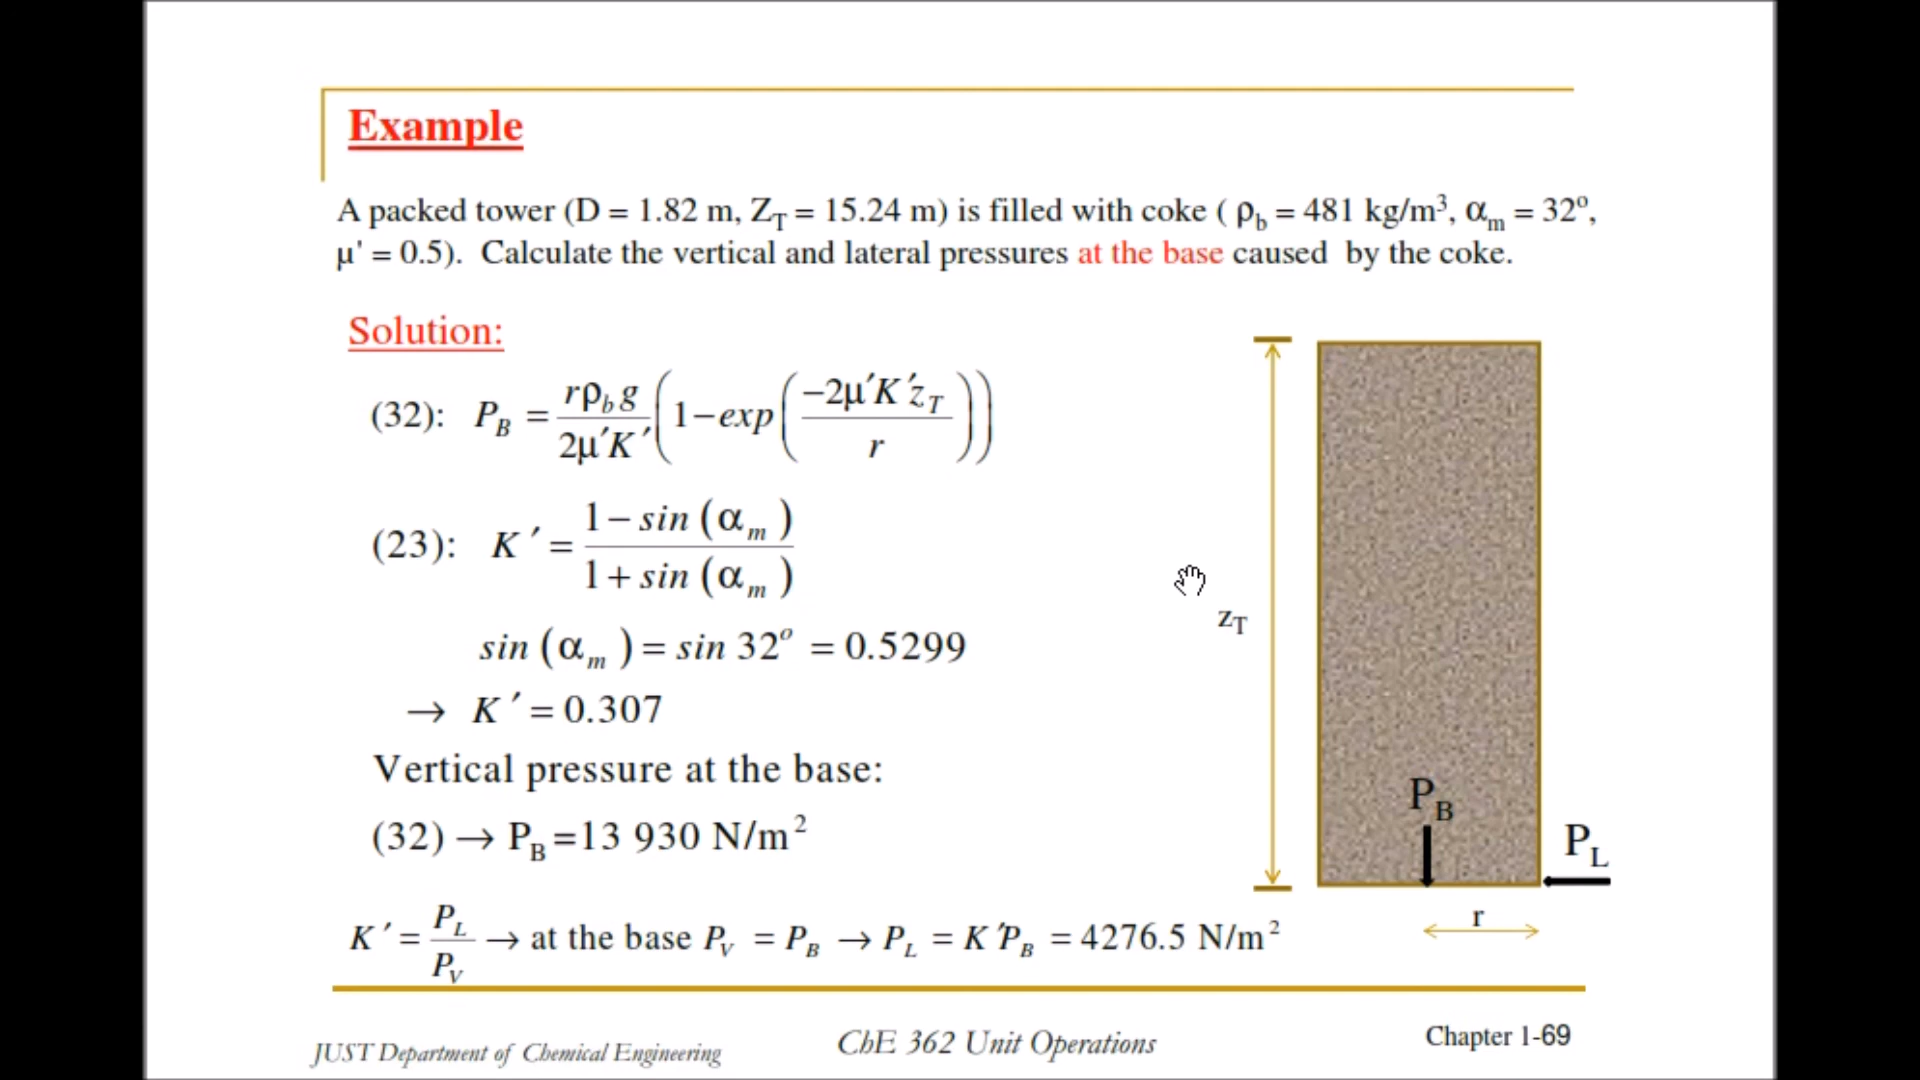 Example
A packed tower (D = 1.82 m, Z_T = 15.24 m) is filled with coke ( ρ_b = 481 kg/m³, α_m = 32º,
μ' = 0.5). Calculate the vertical and lateral pressures at the base caused by the coke.
Solution:
(32): P_B = rρ_b g / 2μ′K′ (1−exp(−2μ′K′z_T / r))
(23): K′ = 1− sin (α_m) / 1+ sin (α_m)
sin (α_m) = sin 32º = 0.5299
→ K′ = 0.307
Vertical pressure at the base:
(32) → P_B =13 930 N/m²
K′ = P_L / P_V → at the base P_V = P_B → P_L = K′P_B = 4276.5 N/m²
z_T
P_B
P_L
r
JUST Department of Chemical Engineering
ChE 362 Unit Operations
Chapter 1-69